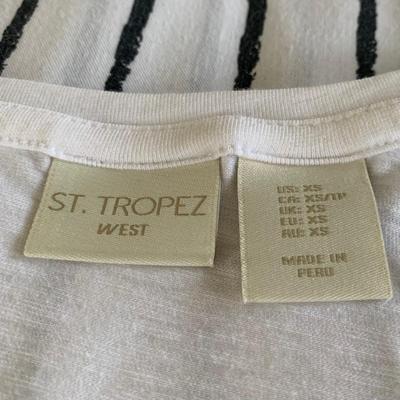 ST. TROPEZ
WEST
US: XS
CA: XS/TP
UK: XS
EU: XS
AU: XS
MADE IN
PERU